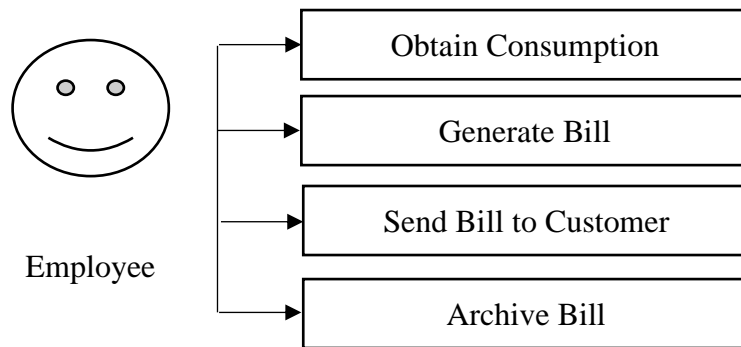 Obtain Consumption
Generate Bill
Send Bill to Customer
Employee
Archive Bill